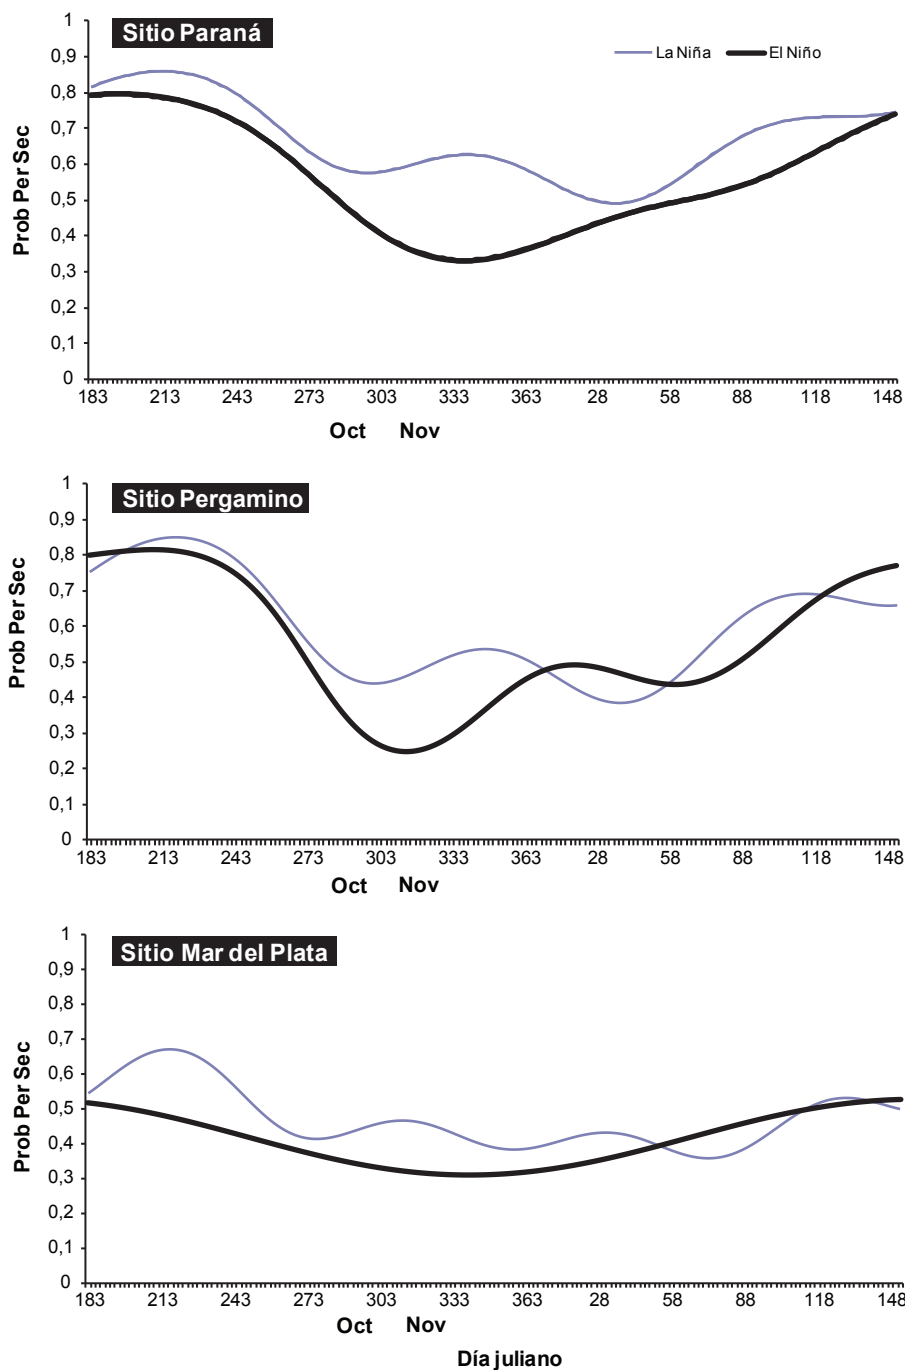 Sitio Paraná
La Niña El Niño
Prob Per Sec
1
0,9
0,8
0,7
0,6
0,5
0,4
0,3
0,2
0,1
0
183 213 243 273 303 333 363 28 58 88 118 148
Oct Nov
Sitio Pergamino
Prob Per Sec
1
0,9
0,8
0,7
0,6
0,5
0,4
0,3
0,2
0,1
0
183 213 243 273 303 333 363 28 58 88 118 148
Oct Nov
Sitio Mar del Plata
Prob Per Sec
1
0,9
0,8
0,7
0,6
0,5
0,4
0,3
0,2
0,1
0
183 213 243 273 303 333 363 28 58 88 118 148
Oct Nov
Día juliano